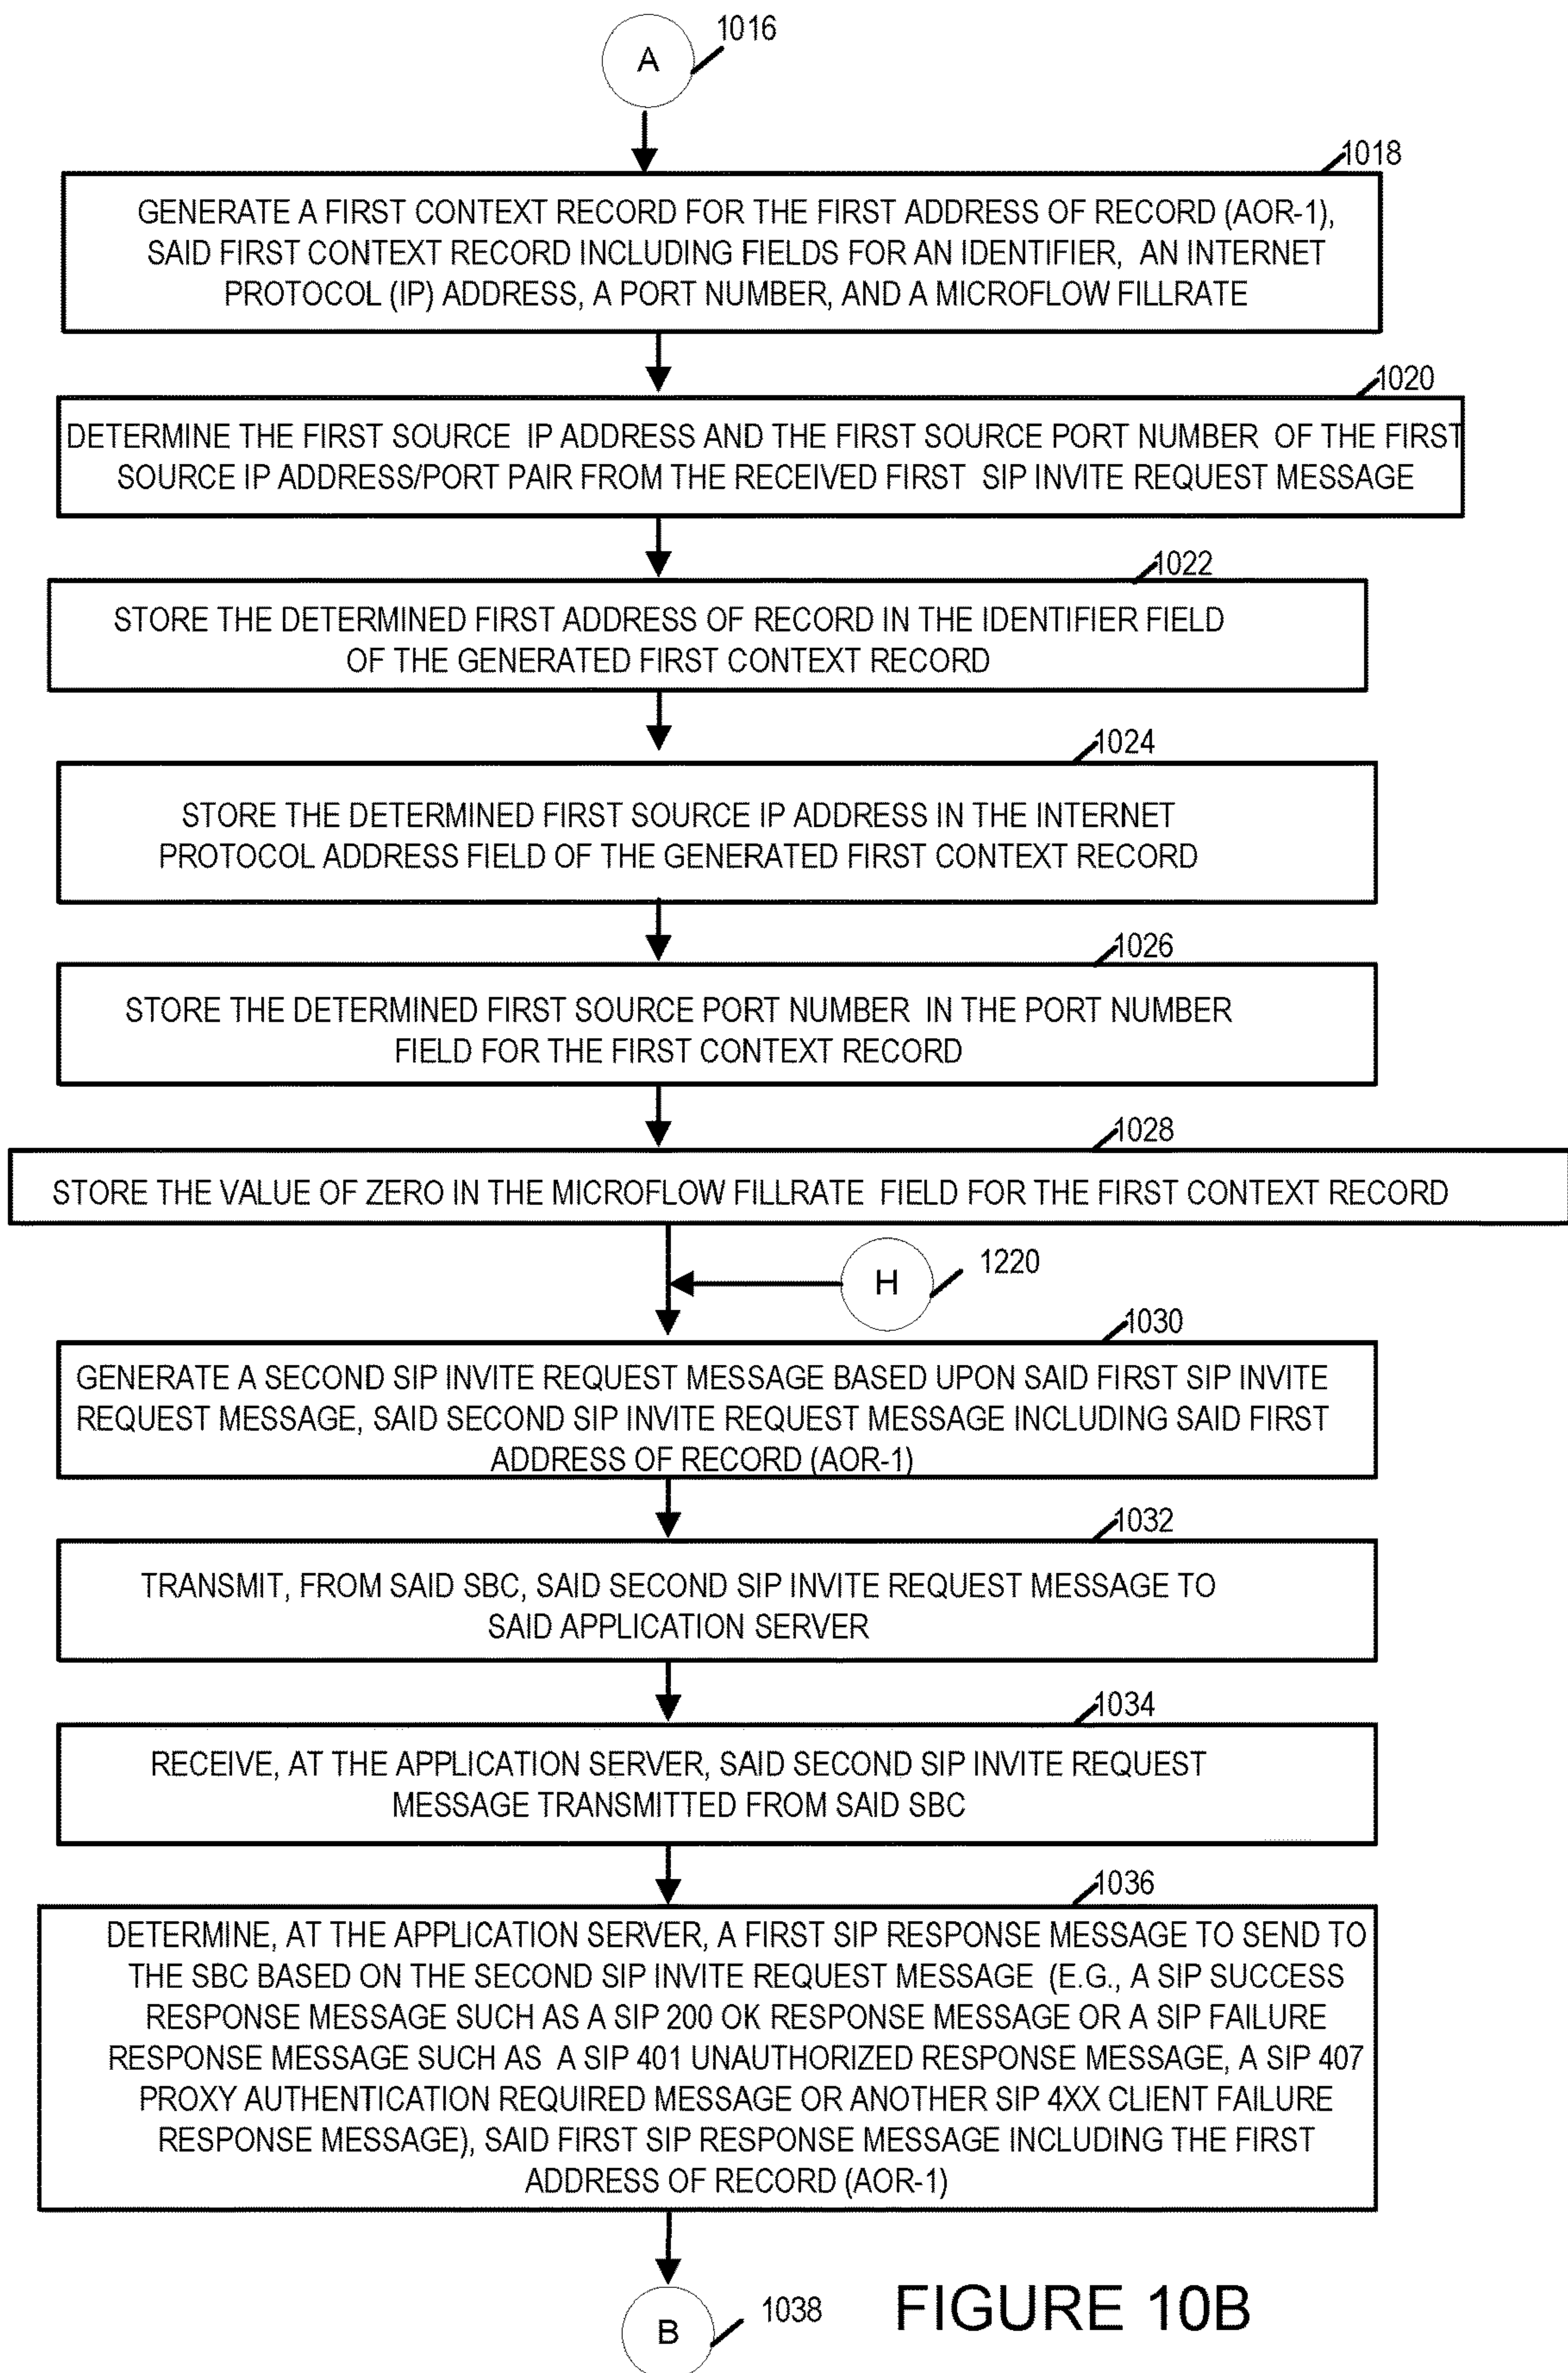 1016
A
1018
GENERATE A FIRST CONTEXT RECORD FOR THE FIRST ADDRESS OF RECORD (AOR-1),
SAID FIRST CONTEXT RECORD INCLUDING FIELDS FOR AN IDENTIFIER, AN INTERNET
PROTOCOL (IP) ADDRESS, A PORT NUMBER, AND A MICROFLOW FILLRATE
1020
DETERMINE THE FIRST SOURCE IP ADDRESS AND THE FIRST SOURCE PORT NUMBER OF THE FIRST
SOURCE IP ADDRESS/PORT PAIR FROM THE RECEIVED FIRST SIP INVITE REQUEST MESSAGE
1022
STORE THE DETERMINED FIRST ADDRESS OF RECORD IN THE IDENTIFIER FIELD
OF THE GENERATED FIRST CONTEXT RECORD
1024
STORE THE DETERMINED FIRST SOURCE IP ADDRESS IN THE INTERNET
PROTOCOL ADDRESS FIELD OF THE GENERATED FIRST CONTEXT RECORD
1026
STORE THE DETERMINED FIRST SOURCE PORT NUMBER IN THE PORT NUMBER
FIELD FOR THE FIRST CONTEXT RECORD
1028
STORE THE VALUE OF ZERO IN THE MICROFLOW FILLRATE FIELD FOR THE FIRST CONTEXT RECORD
H
1220
1030
GENERATE A SECOND SIP INVITE REQUEST MESSAGE BASED UPON SAID FIRST SIP INVITE
REQUEST MESSAGE, SAID SECOND SIP INVITE REQUEST MESSAGE INCLUDING SAID FIRST
ADDRESS OF RECORD (AOR-1)
1032
TRANSMIT, FROM SAID SBC, SAID SECOND SIP INVITE REQUEST MESSAGE TO
SAID APPLICATION SERVER
1034
RECEIVE, AT THE APPLICATION SERVER, SAID SECOND SIP INVITE REQUEST
MESSAGE TRANSMITTED FROM SAID SBC
1036
DETERMINE, AT THE APPLICATION SERVER, A FIRST SIP RESPONSE MESSAGE TO SEND TO
THE SBC BASED ON THE SECOND SIP INVITE REQUEST MESSAGE (E.G., A SIP SUCCESS
RESPONSE MESSAGE SUCH AS A SIP 200 OK RESPONSE MESSAGE OR A SIP FAILURE
RESPONSE MESSAGE SUCH AS A SIP 401 UNAUTHORIZED RESPONSE MESSAGE, A SIP 407
PROXY AUTHENTICATION REQUIRED MESSAGE OR ANOTHER SIP 4XX CLIENT FAILURE
RESPONSE MESSAGE), SAID FIRST SIP RESPONSE MESSAGE INCLUDING THE FIRST
ADDRESS OF RECORD (AOR-1)
B
1038
FIGURE 10B